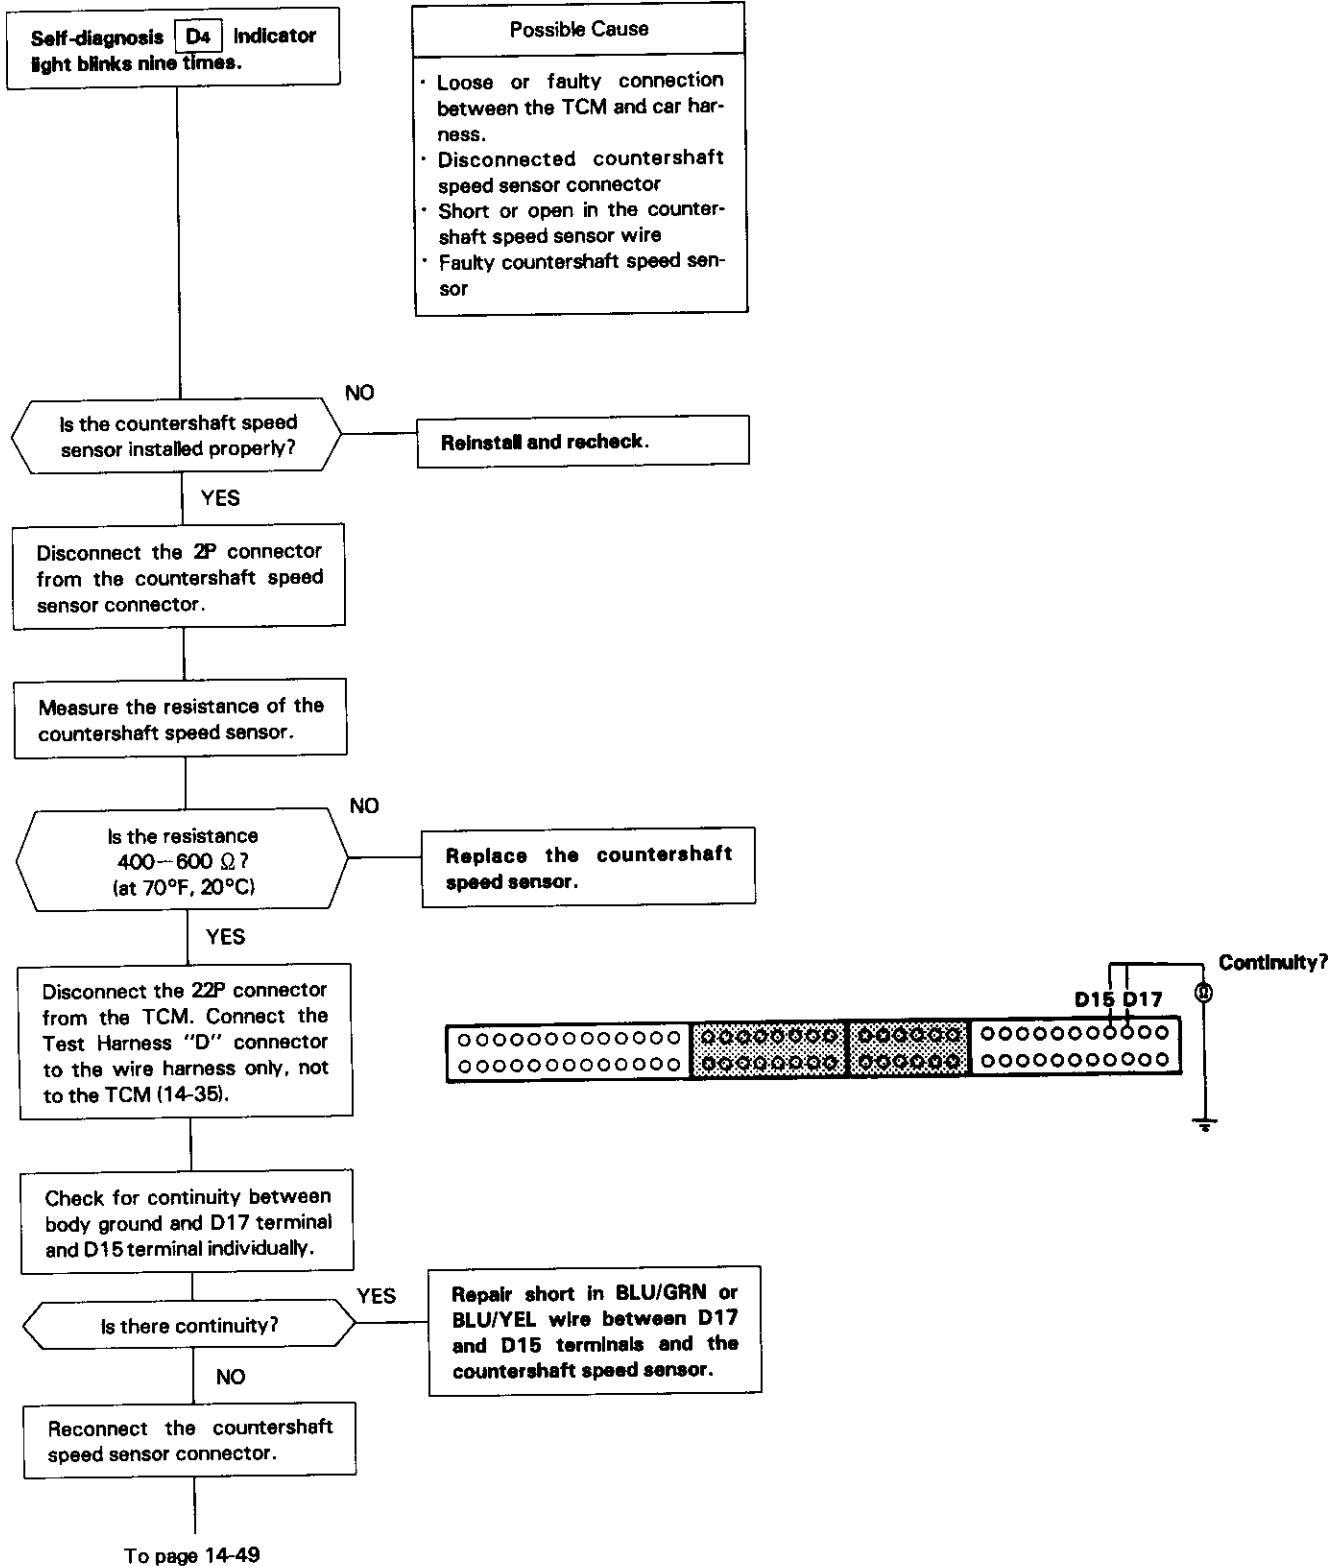 Self-diagnosis D4 Indicator
light blinks nine times.
Possible Cause
· Loose or faulty connection
between the TCM and car har-
ness.
· Disconnected countershaft
speed sensor connector
· Short or open in the counter-
shaft speed sensor wire
· Faulty countershaft speed sen-
sor
Is the countershaft speed
sensor installed properly?
NO
Reinstall and recheck.
YES
Disconnect the 2P connector
from the countershaft speed
sensor connector.
Measure the resistance of the
countershaft speed sensor.
Is the resistance
400—600 Ω?
(at 70°F, 20°C)
NO
Replace the countershaft
speed sensor.
YES
Disconnect the 22P connector
from the TCM. Connect the
Test Harness "D" connector
to the wire harness only, not
to the TCM (14-35).
Continuity?
D15 D17
Ω
Check for continuity between
body ground and D17 terminal
and D15 terminal individually.
Is there continuity?
YES
Repair short in BLU/GRN or
BLU/YEL wire between D17
and D15 terminals and the
countershaft speed sensor.
NO
Reconnect the countershaft
speed sensor connector.
To page 14-49